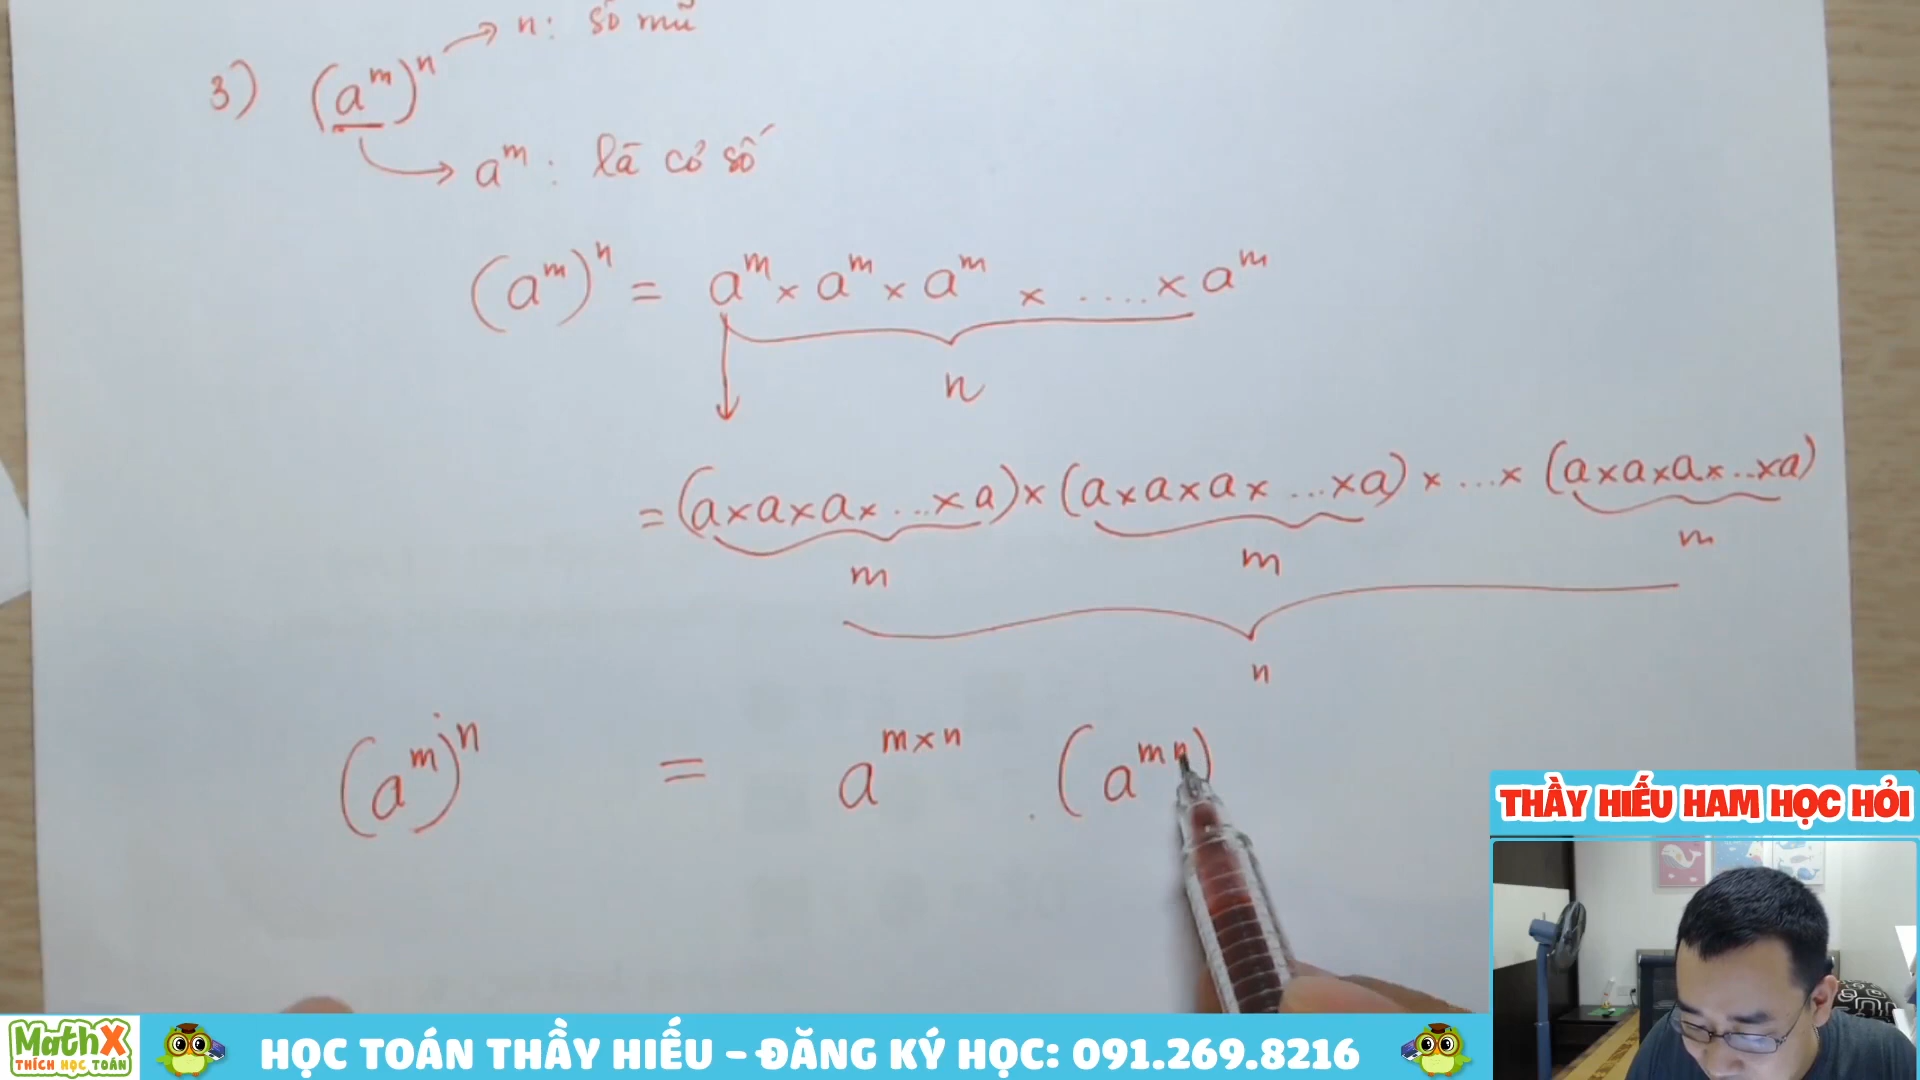 n: số mũ
3) (a^m)^n
a^m: là cơ số
(a^m)^n = a^m × a^m × a^m × .... × a^m
n
= (a×a×a×...×a)×(a×a×a×...×a)×...×(a×a×a×...×a)
m m m
n
(a^m)^n = a^{m×n} . (a^{mn})
THẦY HIẾU HAM HỌC HỎI
MathX
THÍCH HỌC TOÁN
HỌC TOÁN THẦY HIẾU - ĐĂNG KÝ HỌC: 091.269.8216